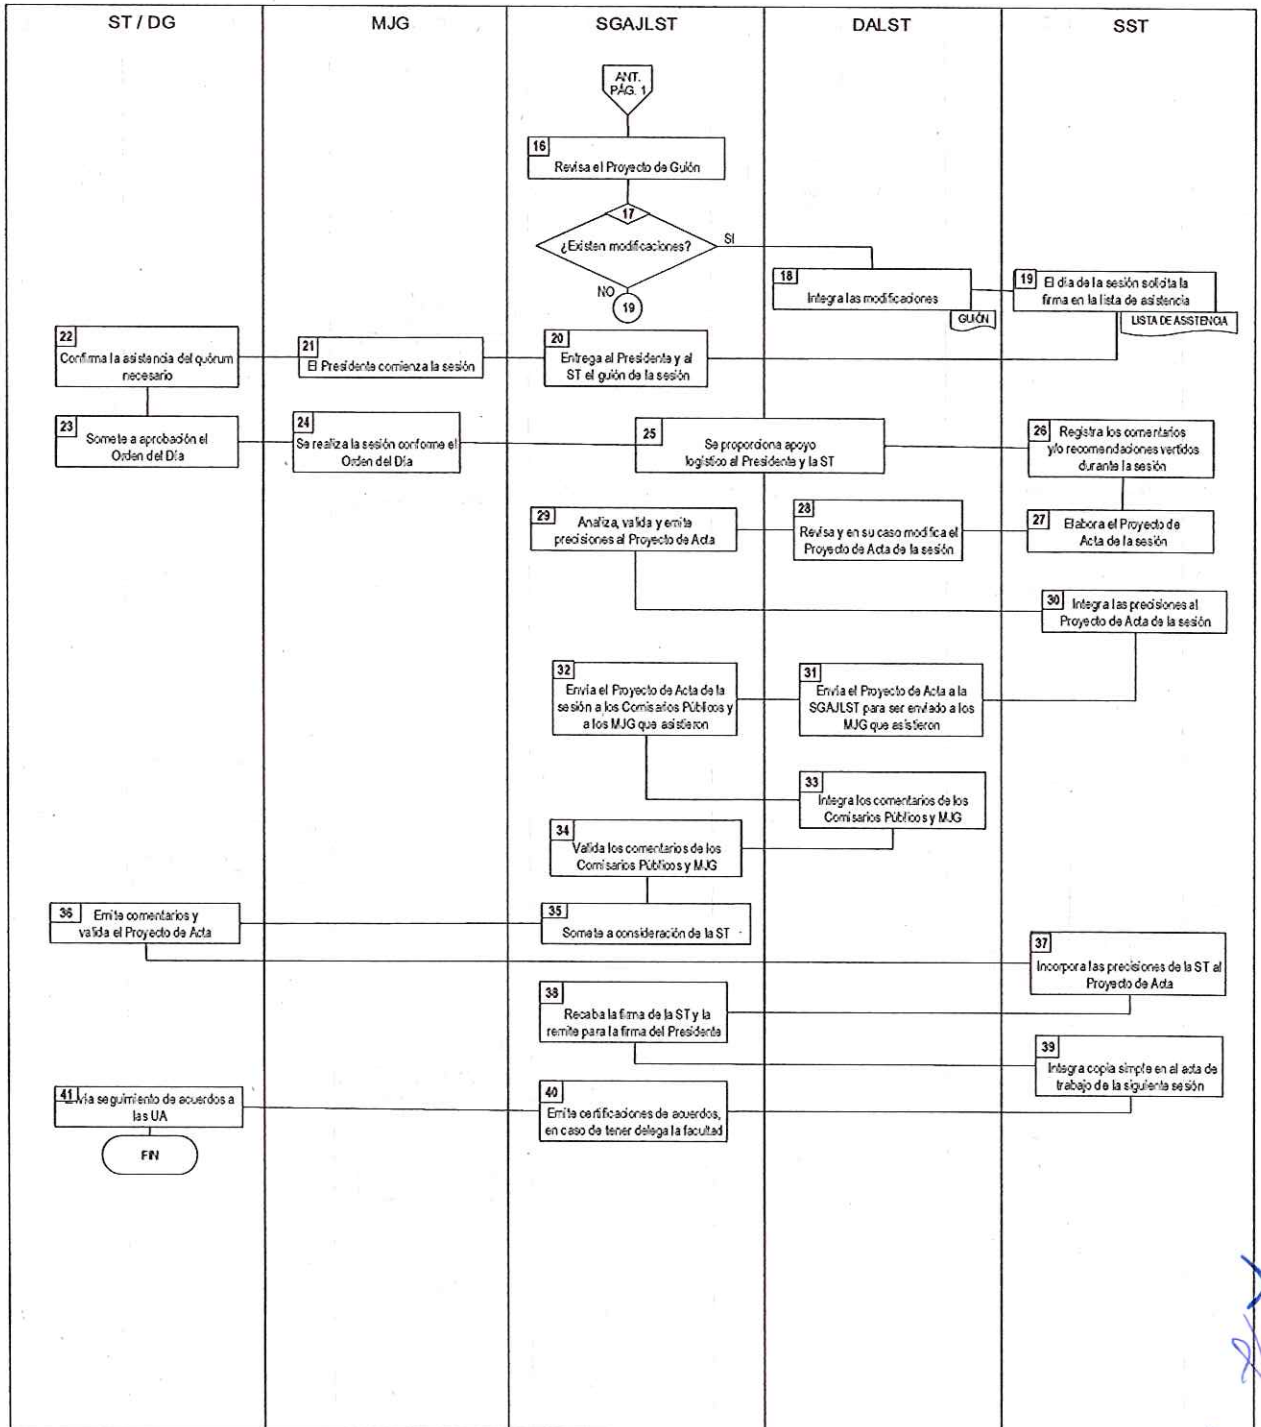 ST / DG
MJG
SGAJLST
DALST
SST
ANT.
PÁG. 1
16
Revisa el Proyecto de Guión
17
¿Existen modificaciones?
SI
NO
19
18
Integra las modificaciones
GUIÓN
19
El día de la sesión solicita la
firma en la lista de asistencia
LISTA DE ASISTENCIA
22
Confirma la asistencia del quórum
necesario
21
El Presidente comienza la sesión
20
Entrega al Presidente y al
ST el guión de la sesión
23
Somete a aprobación el
Orden del Día
24
Se realiza la sesión conforme el
Orden del Día
25
Se proporciona apoyo
logístico al Presidente y la ST
26
Registra los comentarios
y/o recomendaciones vertidos
durante la sesión
29
Analiza, valida y emite
precisiones al Proyecto de Acta
28
Revisa y en su caso modifica el
Proyecto de Acta de la sesión
27
Elabora el Proyecto de
Acta de la sesión
30
Integra las precisiones al
Proyecto de Acta de la sesión
32
Envía el Proyecto de Acta de la
sesión a los Comisarios Públicos y
a los MJG que asistieron
31
Envía el Proyecto de Acta a la
SGAJLST para ser enviado a los
MJG que asistieron
33
Integra los comentarios de los
Comisarios Públicos y MJG
34
Valida los comentarios de los
Comisarios Públicos y MJG
36
Emite comentarios y
valida el Proyecto de Acta
35
Somete a consideración de la ST
37
Incorpora las precisiones de la ST al
Proyecto de Acta
38
Recaba la firma de la ST y la
remite para la firma del Presidente
39
Integra copia simple en al acta de
trabajo de la siguiente sesión
41
Envía seguimiento de acuerdos a
las UA
40
Emite certificaciones de acuerdos,
en caso de tener delega la facultad
FIN